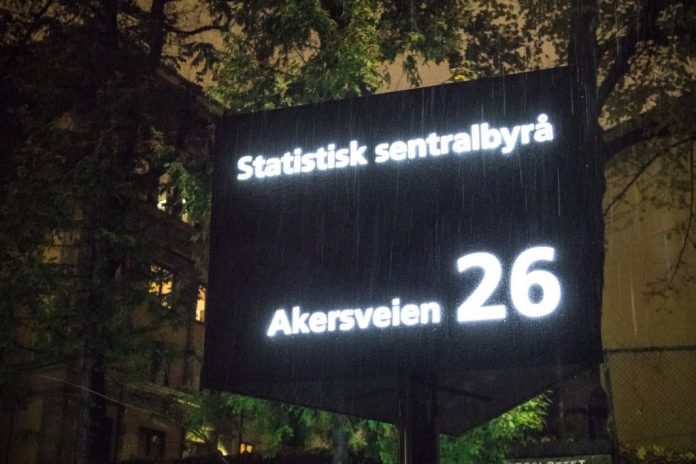 Statistisk sentralbyrå
Akersveien 26